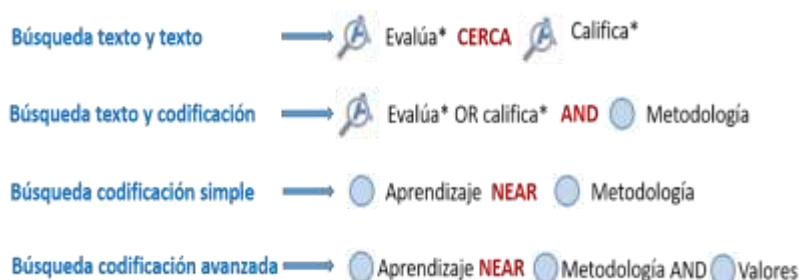 Búsqueda texto y texto Evalúa* CERCA Califica*
Búsqueda texto y codificación Evalúa* OR califica* AND Metodología
Búsqueda codificación simple Aprendizaje NEAR Metodología
Búsqueda codificación avanzada Aprendizaje NEAR Metodología AND Valores